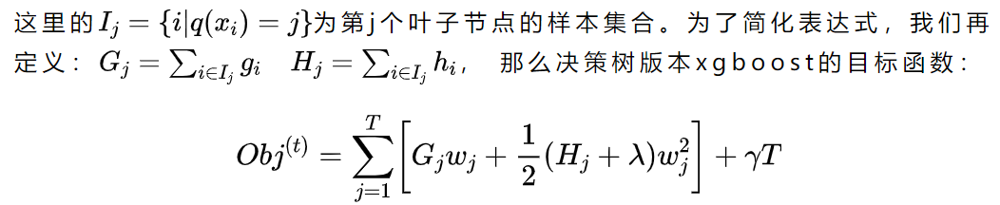 这里的 $I_j = \{i|q(x_i) = j\}$为第j个叶子节点的样本集合。为了简化表达式，我们再
定义： $G_j = \sum_{i \in I_j} g_i \quad H_j = \sum_{i \in I_j} h_i$， 那么决策树版本xgboost的目标函数：
$Obj^{(t)} = \sum_{j=1}^{T} \left[ G_j w_j + \frac{1}{2} (H_j + \lambda) w_j^2 \right] + \gamma T$